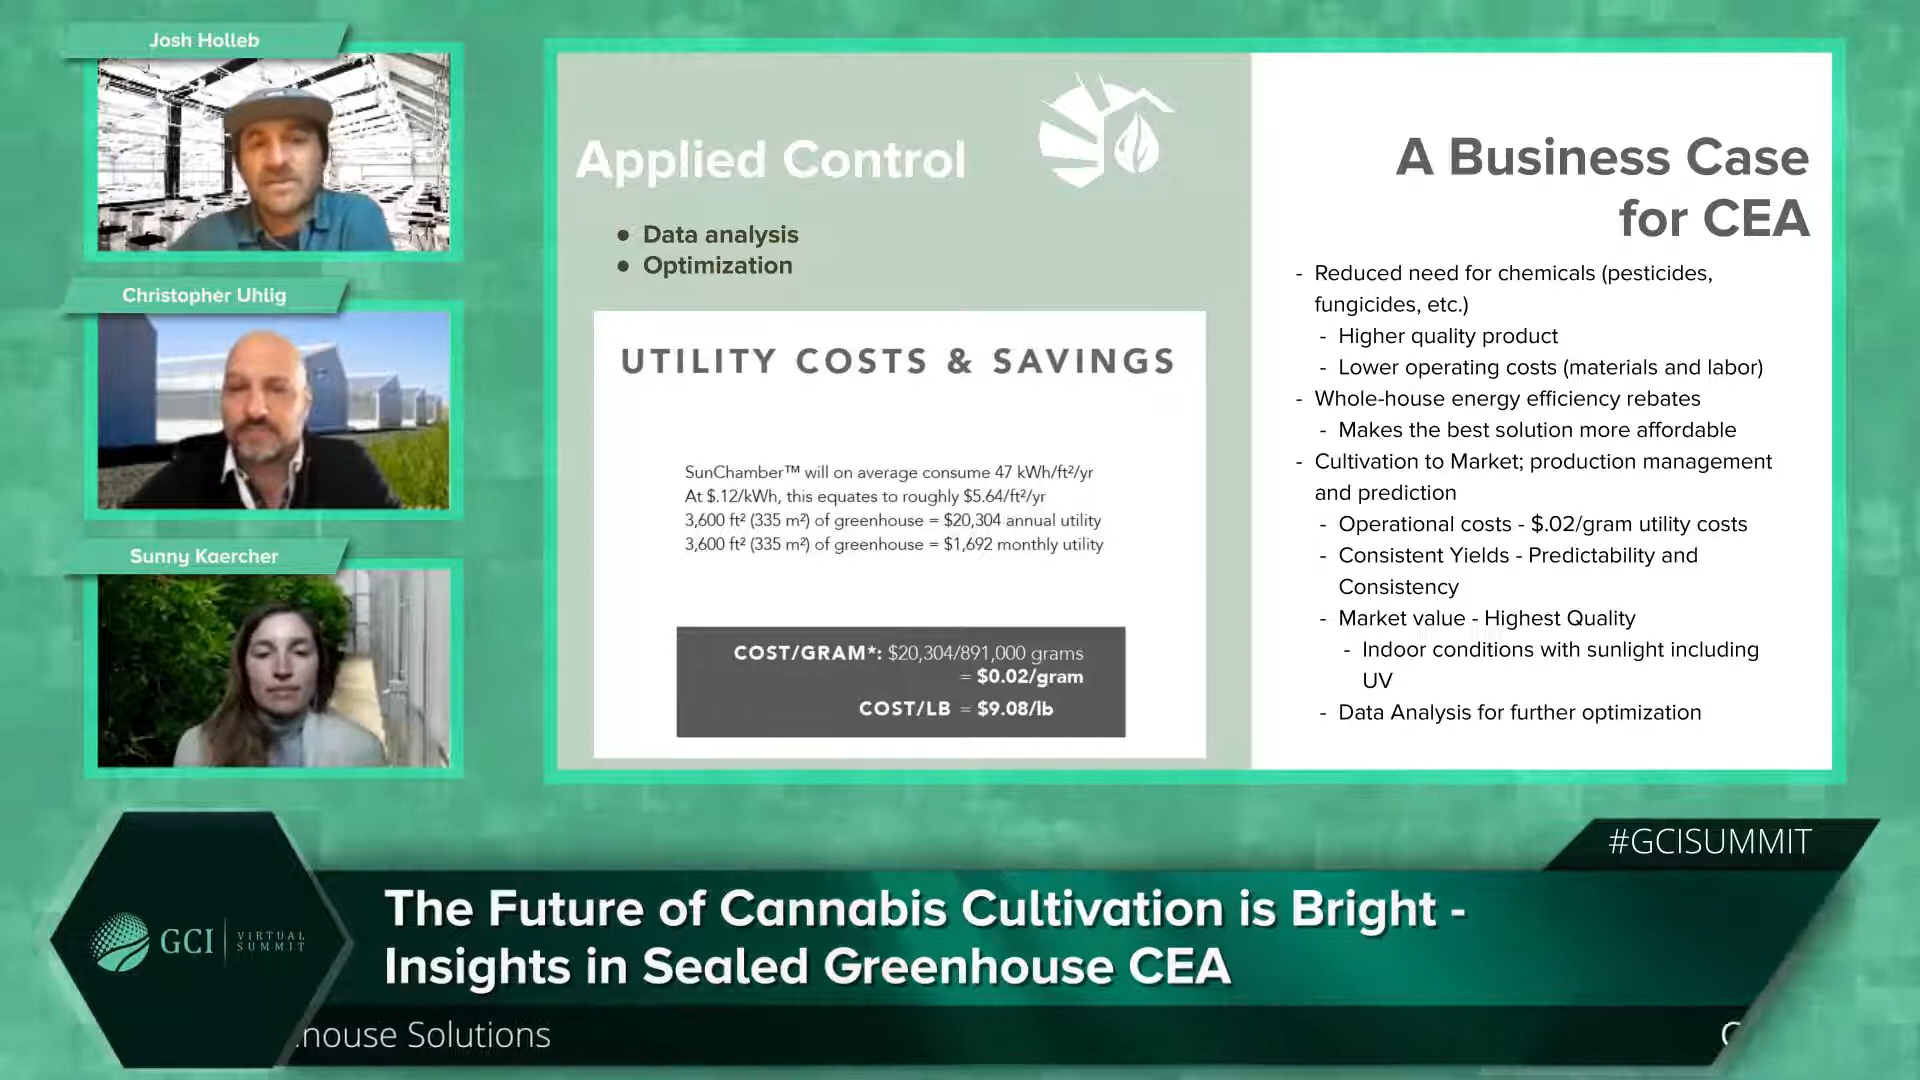 Josh Holleb
Christopher Uhlig
Sunny Kaercher
Applied Control
● Data analysis
● Optimization
UTILITY COSTS & SAVINGS
SunChamber™ will on average consume 47 kWh/ft²/yr
At $.12/kWh, this equates to roughly $5.64/ft²/yr
3,600 ft² (335 m²) of greenhouse = $20,304 annual utility
3,600 ft² (335 m²) of greenhouse = $1,692 monthly utility
COST/GRAM*: $20,304/891,000 grams
= $0.02/gram
COST/LB = $9.08/lb
A Business Case
for CEA
- Reduced need for chemicals (pesticides,
fungicides, etc.)
- Higher quality product
- Lower operating costs (materials and labor)
- Whole-house energy efficiency rebates
- Makes the best solution more affordable
- Cultivation to Market; production management
and prediction
- Operational costs - $.02/gram utility costs
- Consistent Yields - Predictability and
Consistency
- Market value - Highest Quality
- Indoor conditions with sunlight including
UV
- Data Analysis for further optimization
#GCISUMMIT
GCI VIRTUAL
SUMMIT
The Future of Cannabis Cultivation is Bright -
Insights in Sealed Greenhouse CEA
house Solutions